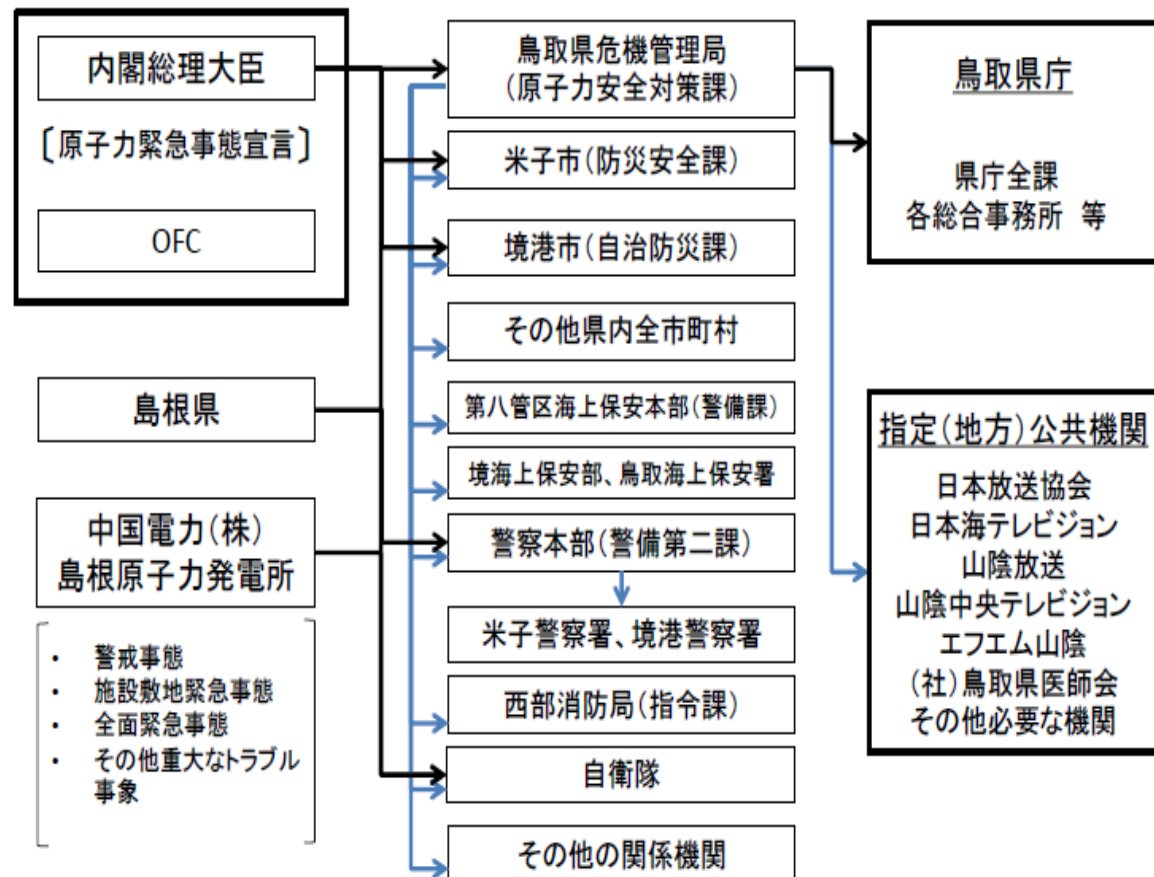 内閣総理大臣
〔原子力緊急事態宣言〕
OFC
島根県
中国電力(株)
島根原子力発電所
・ 警戒事態
・ 施設敷地緊急事態
・ 全面緊急事態
・ その他重大なトラブル
事象
鳥取県危機管理局
(原子力安全対策課)
米子市(防災安全課)
境港市(自治防災課)
その他県内全市町村
第八管区海上保安本部(警備課)
境海上保安部、鳥取海上保安署
警察本部(警備第二課)
米子警察署、境港警察署
西部消防局(指令課)
自衛隊
その他の関係機関
鳥取県庁
県庁全課
各総合事務所 等
指定(地方)公共機関
日本放送協会
日本海テレビジョン
山陰放送
山陰中央テレビジョン
エフエム山陰
(社)鳥取県医師会
その他必要な機関